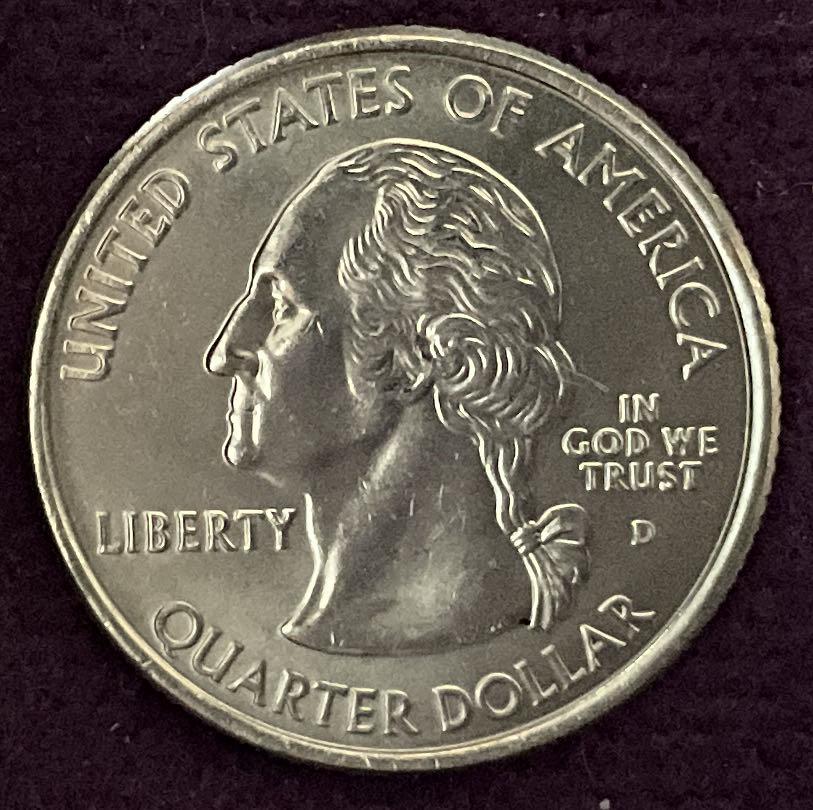 UNITED STATES OF AMERICA
IN
GOD WE
TRUST
LIBERTY
D
QUARTER DOLLAR